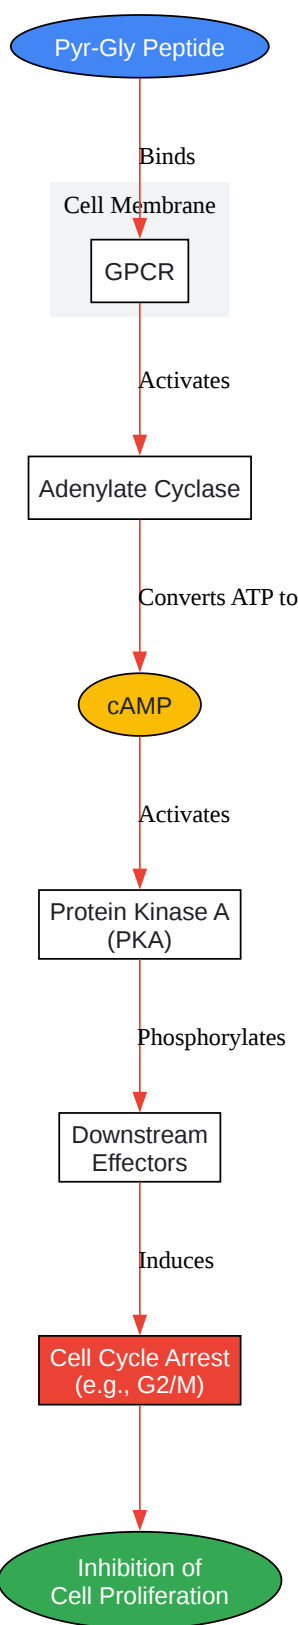 Pyr-Gly Peptide
Binds
Cell Membrane
GPCR
Activates
Adenylate Cyclase
Converts ATP to
cAMP
Activates
Protein Kinase A
(PKA)
Phosphorylates
Downstream
Effectors
Induces
Cell Cycle Arrest
(e.g., G2/M)
Inhibition of
Cell Proliferation